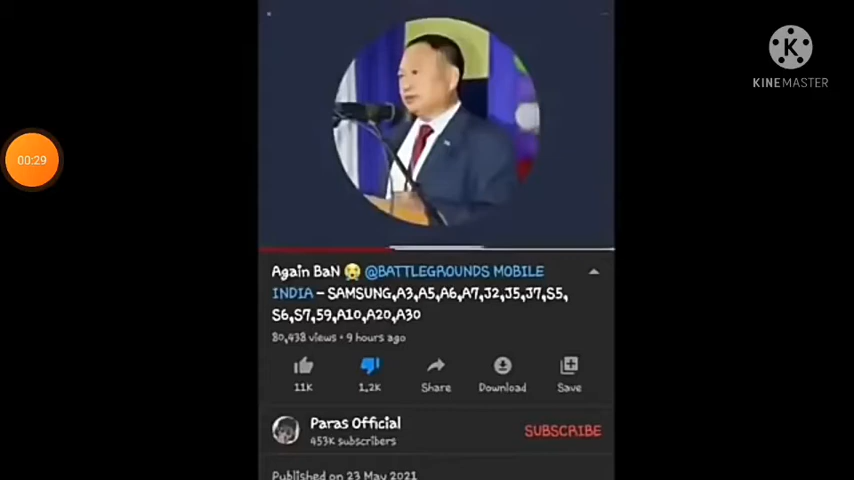 KINEMASTER
00:29
Again BaN 😭 @BATTLEGROUNDS MOBILE
INDIA - SAMSUNG,A3,A5,A6,A7,J2,J5,J7,S5,
S6,S7,59,A10,A20,A30
80,438 views • 9 hours ago
11K
1.2K
Share
Download
Save
Paras Official
453K subscribers
SUBSCRIBE
Published on 23 May 2021